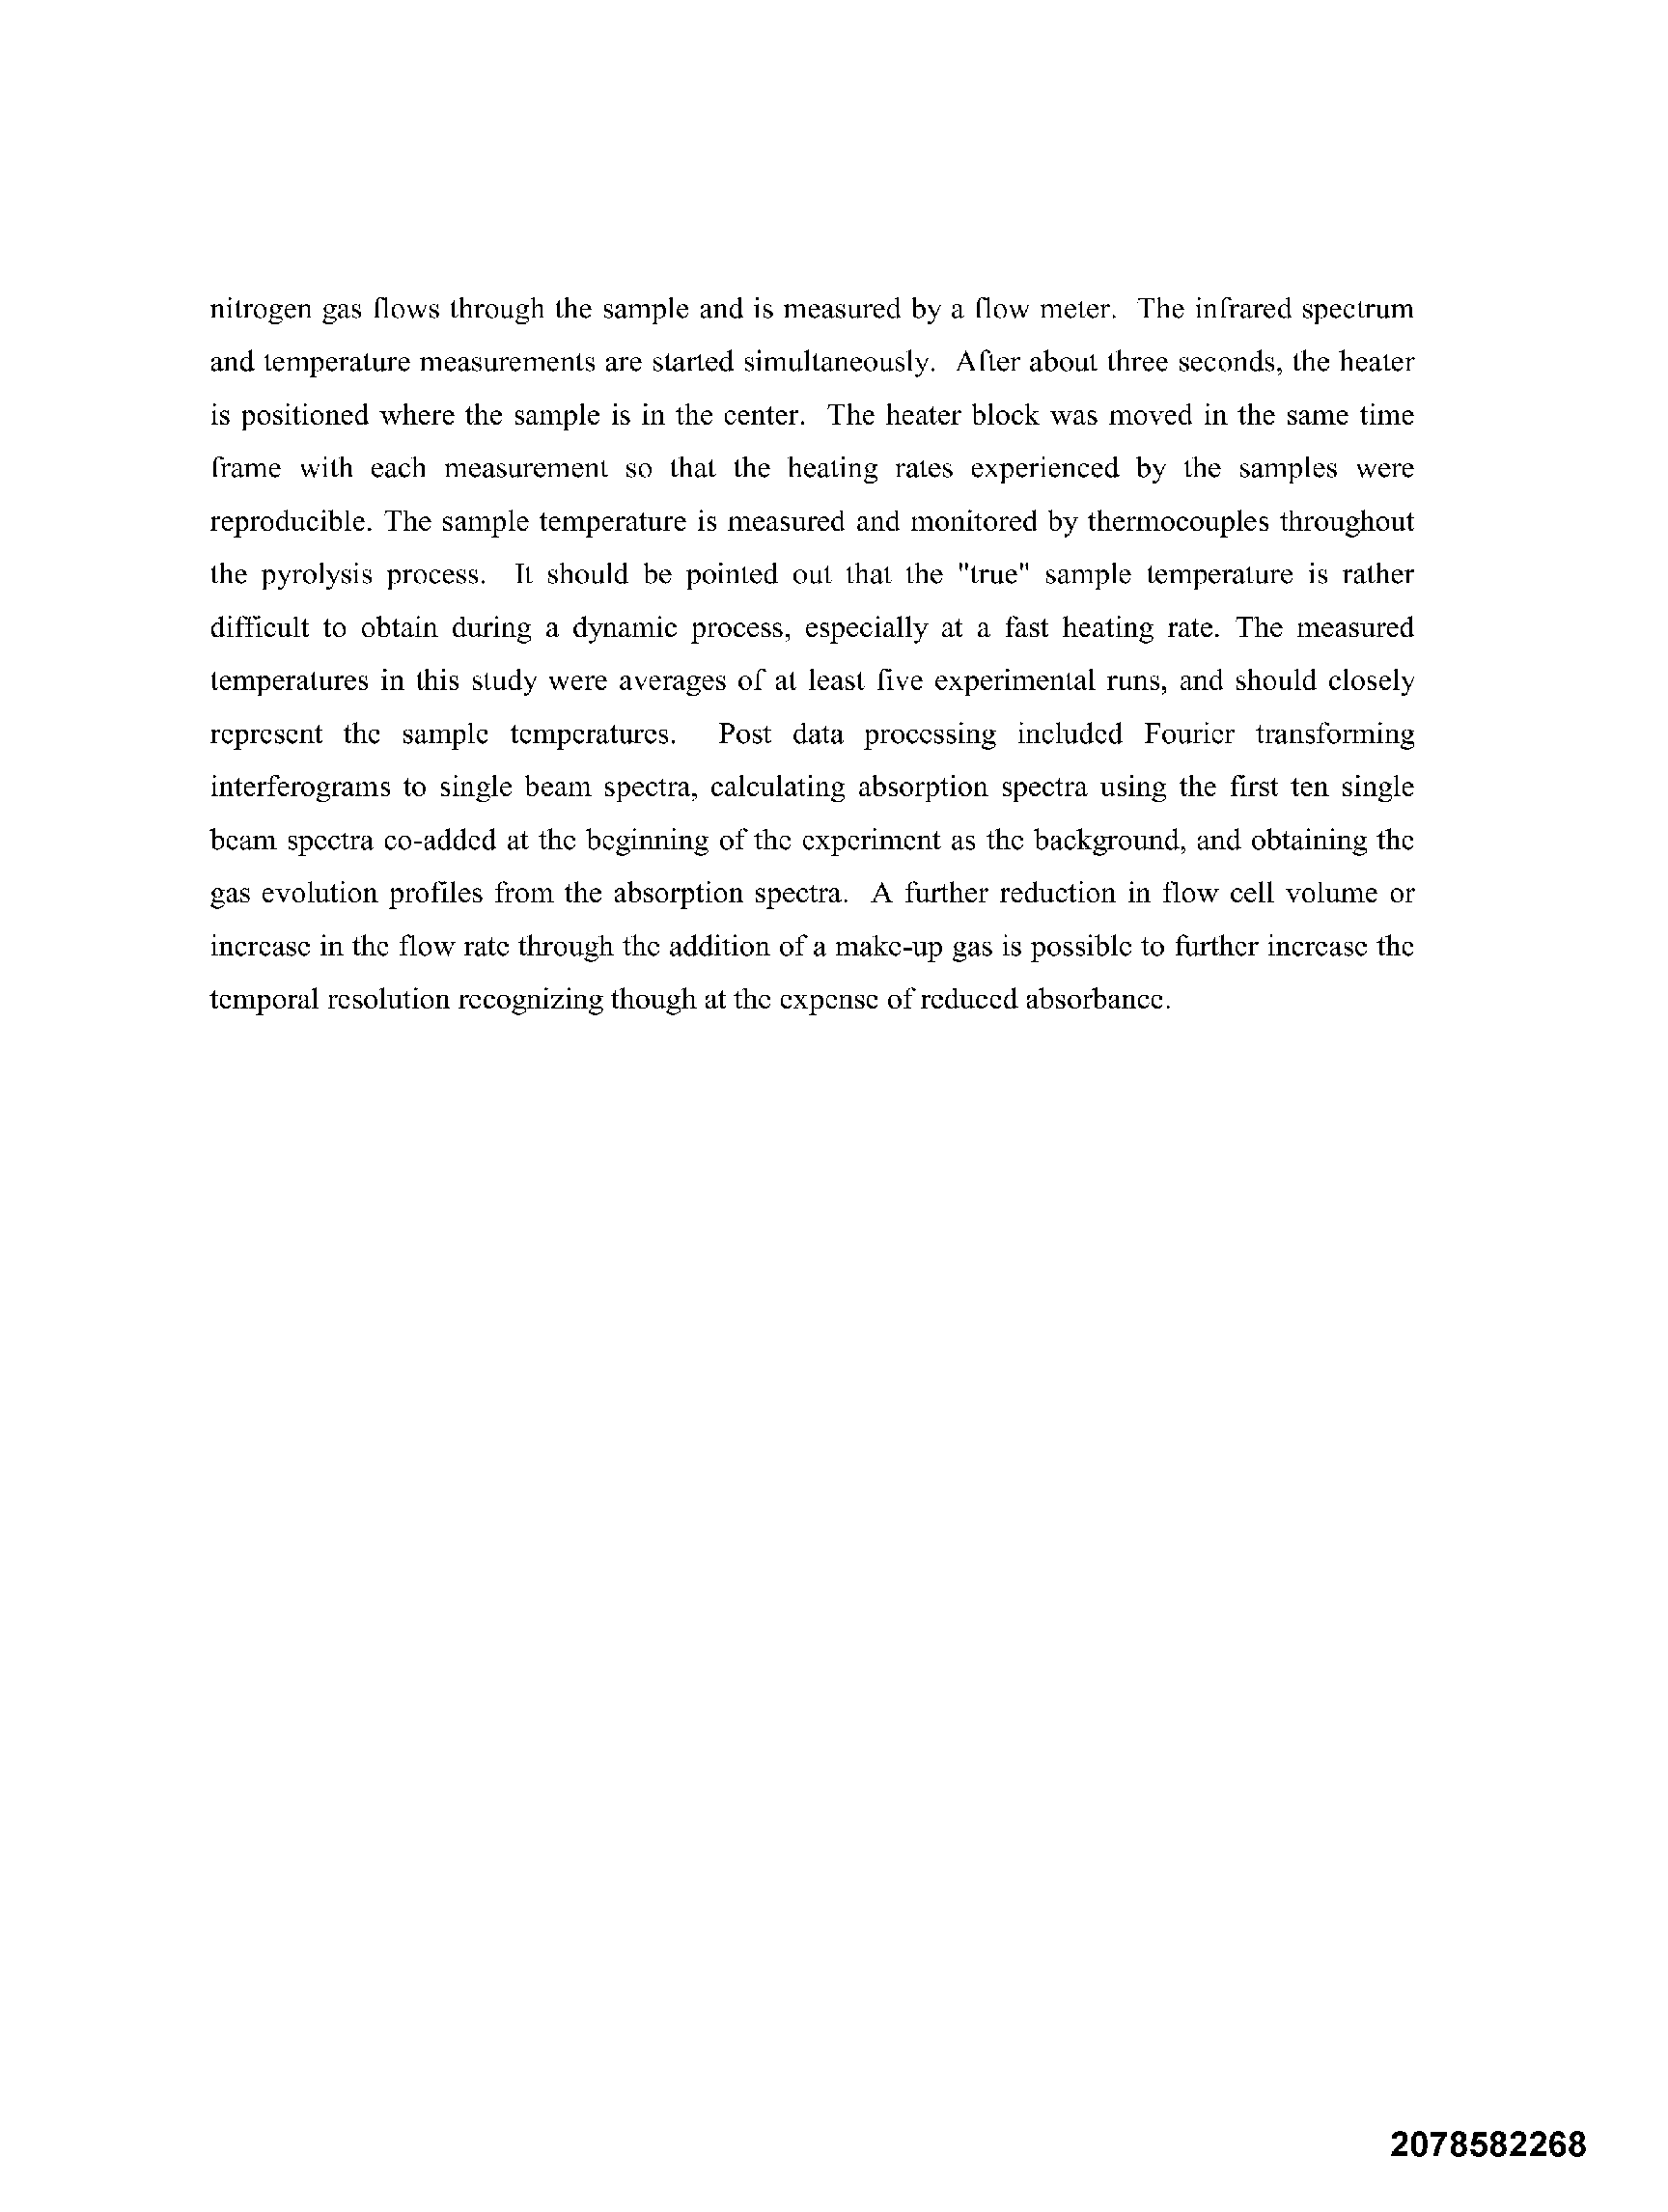 nitrogen gas flows through the sample and is measured by a flow meter. The infrared spectrum
and temperature measurements are started simultaneously. After about three seconds, the heater
is positioned where the sample is in the center. The heater block was moved in the same time
frame with each measurement so that the heating rates experienced by the samples were
reproducible. The sample temperature is measured and monitored by thermocouples throughout
the pyrolysis process. It should be pointed out that the "true" sample temperature is rather
difficult to obtain during a dynamic process, especially at a fast heating rate. The measured
temperatures in this study were averages of at least five experimental runs, and should closely
represent the sample temperatures. Post data processing included Fourier transforming
interferograms to single beam spectra, calculating absorption spectra using the first ten single
beam spectra co-added at the beginning of the experiment as the background, and obtaining the
gas evolution profiles from the absorption spectra. A further reduction in flow cell volume or
increase in the flow rate through the addition of a make-up gas is possible to further increase the
temporal resolution recognizing though at the expense of reduced absorbance.
2078582268